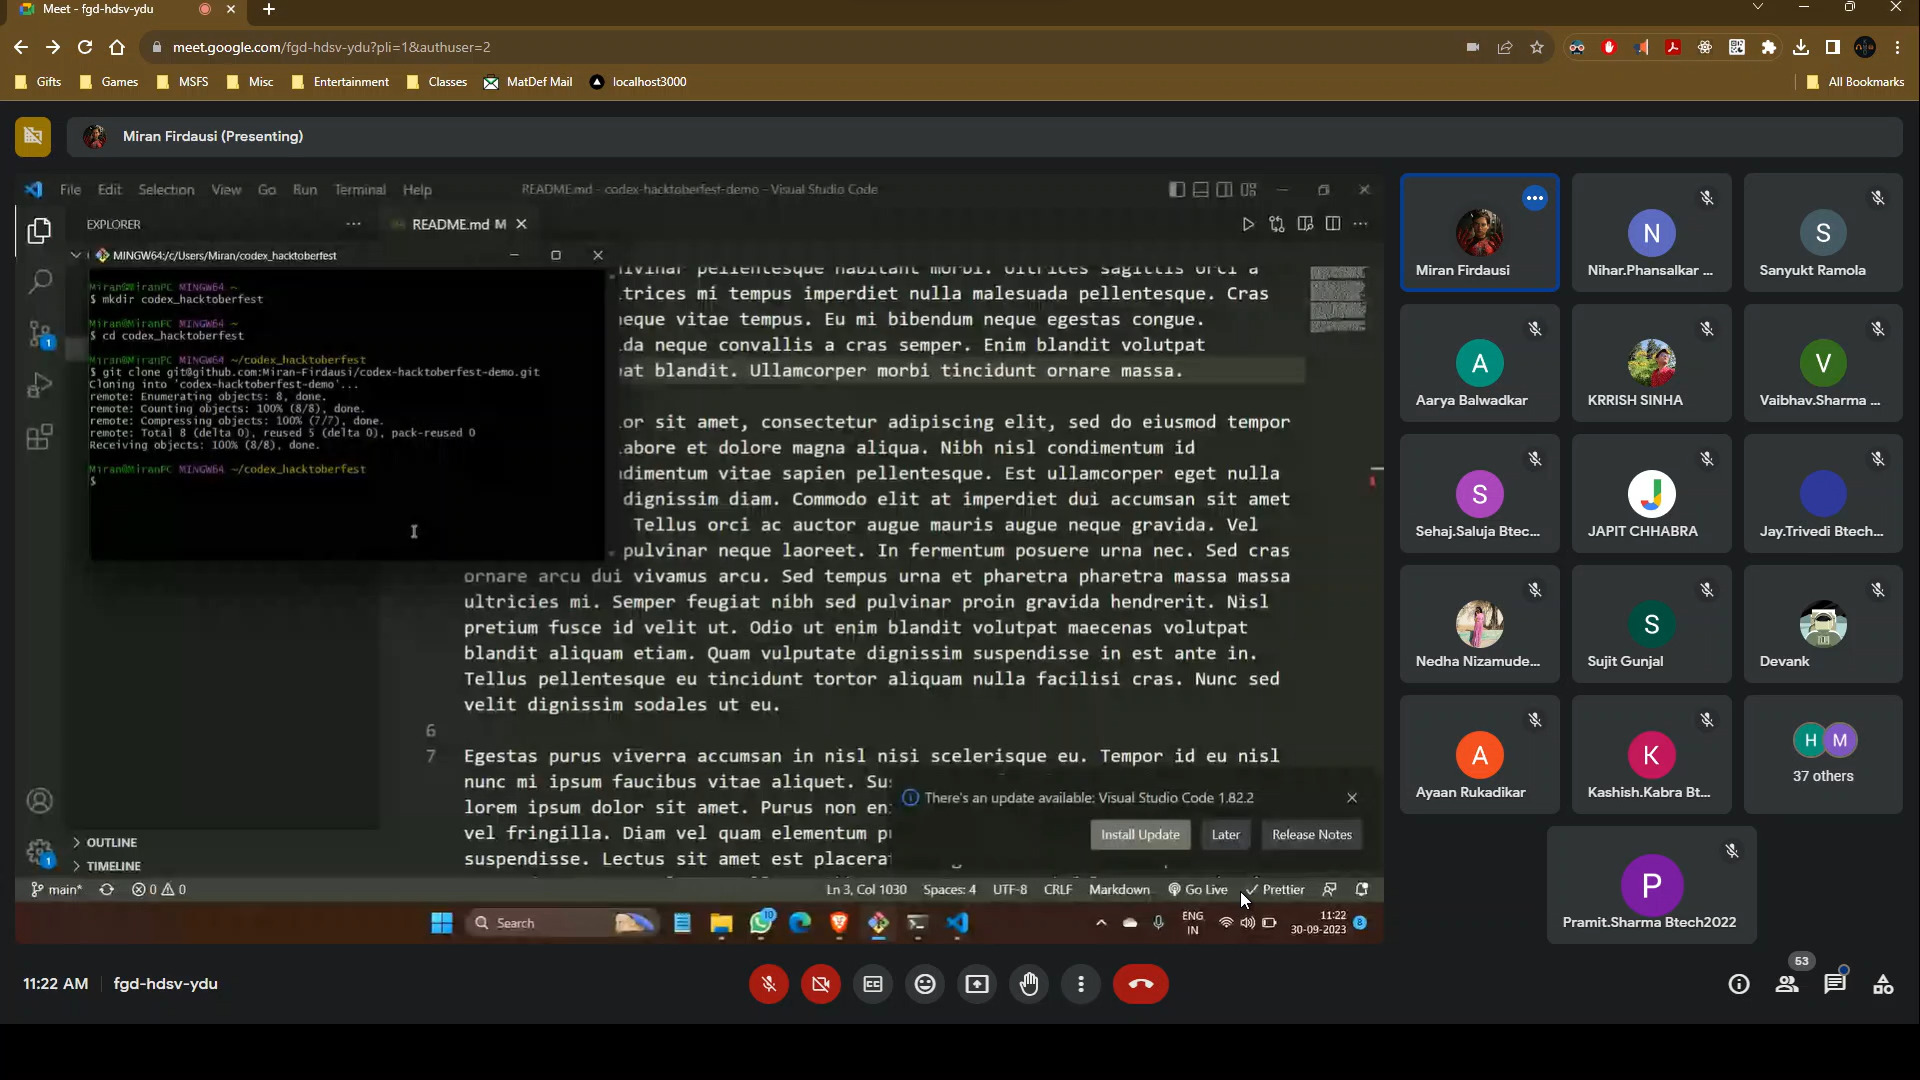 Meet - fgd-hdsv-ydu
meet.google.com/fgd-hdsv-ydu?pli=1&authuser=2
Gifts
Games
MSFS
Misc
Entertainment
Classes
MatDef Mail
localhost3000
All Bookmarks
Miran Firdausi (Presenting)
File Edit Selection View Go Run Terminal Help
README.md - codex-hacktoberfest-demo - Visual Studio Code
EXPLORER
README.md M
MINGW64:/c/Users/Miran/codex_hacktoberfest
Miran@MiranPC MINGW64 ~
$ mkdir codex_hacktoberfest
Miran@MiranPC MINGW64 ~
$ cd codex_hacktoberfest
Miran@MiranPC MINGW64 ~/codex_hacktoberfest
$ git clone git@github.com:Miran-Firdausi/codex-hacktoberfest-demo.git
Cloning into 'codex-hacktoberfest-demo'...
remote: Enumerating objects: 8, done.
remote: Counting objects: 100% (8/8), done.
remote: Compressing objects: 100% (7/7), done.
remote: Total 8 (delta 0), reused 5 (delta 0), pack-reused 0
Receiving objects: 100% (8/8), done.
Miran@MiranPC MINGW64 ~/codex_hacktoberfest
$
pellentesque habitant morbi. Ultrices sagittis orci a
trices mi tempus imperdiet nulla malesuada pellentesque. Cras
neque vitae tempus. Eu mi bibendum neque egestas congue.
da neque convallis a cras semper. Enim blandit volutpat
at blandit. Ullamcorper morbi tincidunt ornare massa.
or sit amet, consectetur adipiscing elit, sed do eiusmod tempor
abore et dolore magna aliqua. Nibh nisl condimentum id
ndimentum vitae sapien pellentesque. Est ullamcorper eget nulla
dignissim diam. Commodo elit at imperdiet dui accumsan sit amet
Tellus orci ac auctor augue mauris augue neque gravida. Vel
pulvinar neque laoreet. In fermentum posuere urna nec. Sed cras
ornare arcu dui vivamus arcu. Sed tempus urna et pharetra pharetra massa massa
ultricies mi. Semper feugiat nibh sed pulvinar proin gravida hendrerit. Nisl
pretium fusce id velit ut. Odio ut enim blandit volutpat maecenas volutpat
blandit aliquam etiam. Quam vulputate dignissim suspendisse in est ante in.
Tellus pellentesque eu tincidunt tortor aliquam nulla facilisi cras. Nunc sed
velit dignissim sodales ut eu.
6
7 Egestas purus viverra accumsan in nisl nisi scelerisque eu. Tempor id eu nisl
nunc mi ipsum faucibus vitae aliquet. Sus
lorem ipsum dolor sit amet. Purus non en
vel fringilla. Diam vel quam elementum pu
suspendisse. Lectus sit amet est placerat
There's an update available: Visual Studio Code 1.82.2
Install Update
Later
Release Notes
1
1
OUTLINE
TIMELINE
main*
0 0
Ln 3, Col 1030
Spaces: 4
UTF-8
CRLF
Markdown
Go Live
Prettier
Search
10
ENG
IN
11:22
30-09-2023
8
Miran Firdausi
N
Nihar.Phansalkar ...
S
Sanyukt Ramola
A
Aarya Balwadkar
KRRISH SINHA
V
Vaibhav.Sharma ...
S
Sehaj.Saluja Btec...
JAPIT CHHABRA
Jay.Trivedi Btech...
Nedha Nizamude...
S
Sujit Gunjal
Devank
A
Ayaan Rukadikar
K
Kashish.Kabra Bt...
H M
37 others
P
Pramit.Sharma Btech2022
11:22 AM
fgd-hdsv-ydu
53